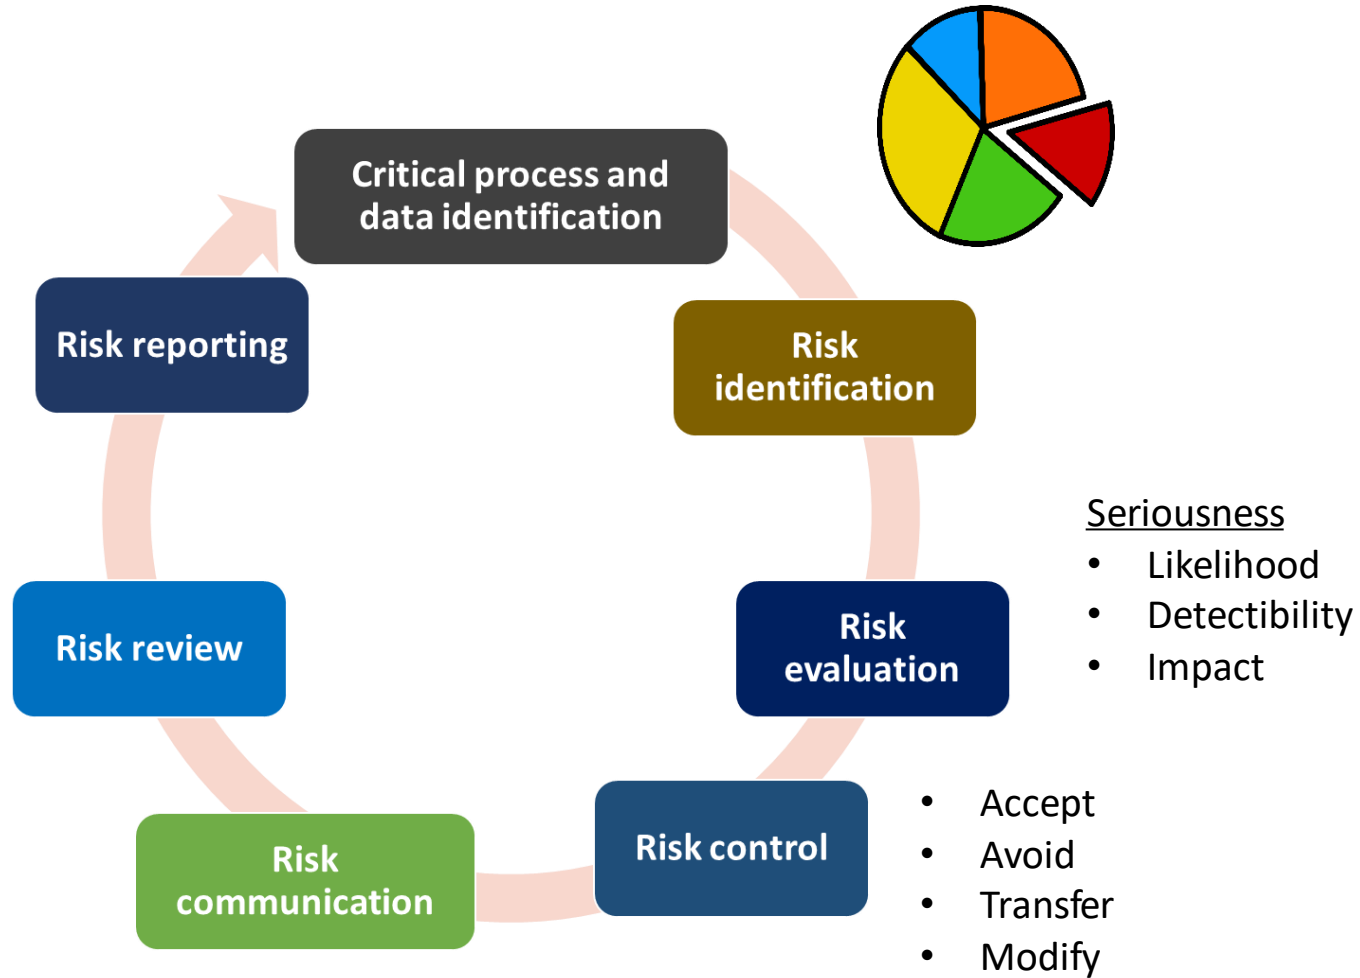 Critical process and
data identification
Risk
identification
Seriousness
• Likelihood
• Detectibility
• Impact
Risk
evaluation
Risk control
• Accept
• Avoid
• Transfer
• Modify
Risk
communication
Risk review
Risk reporting